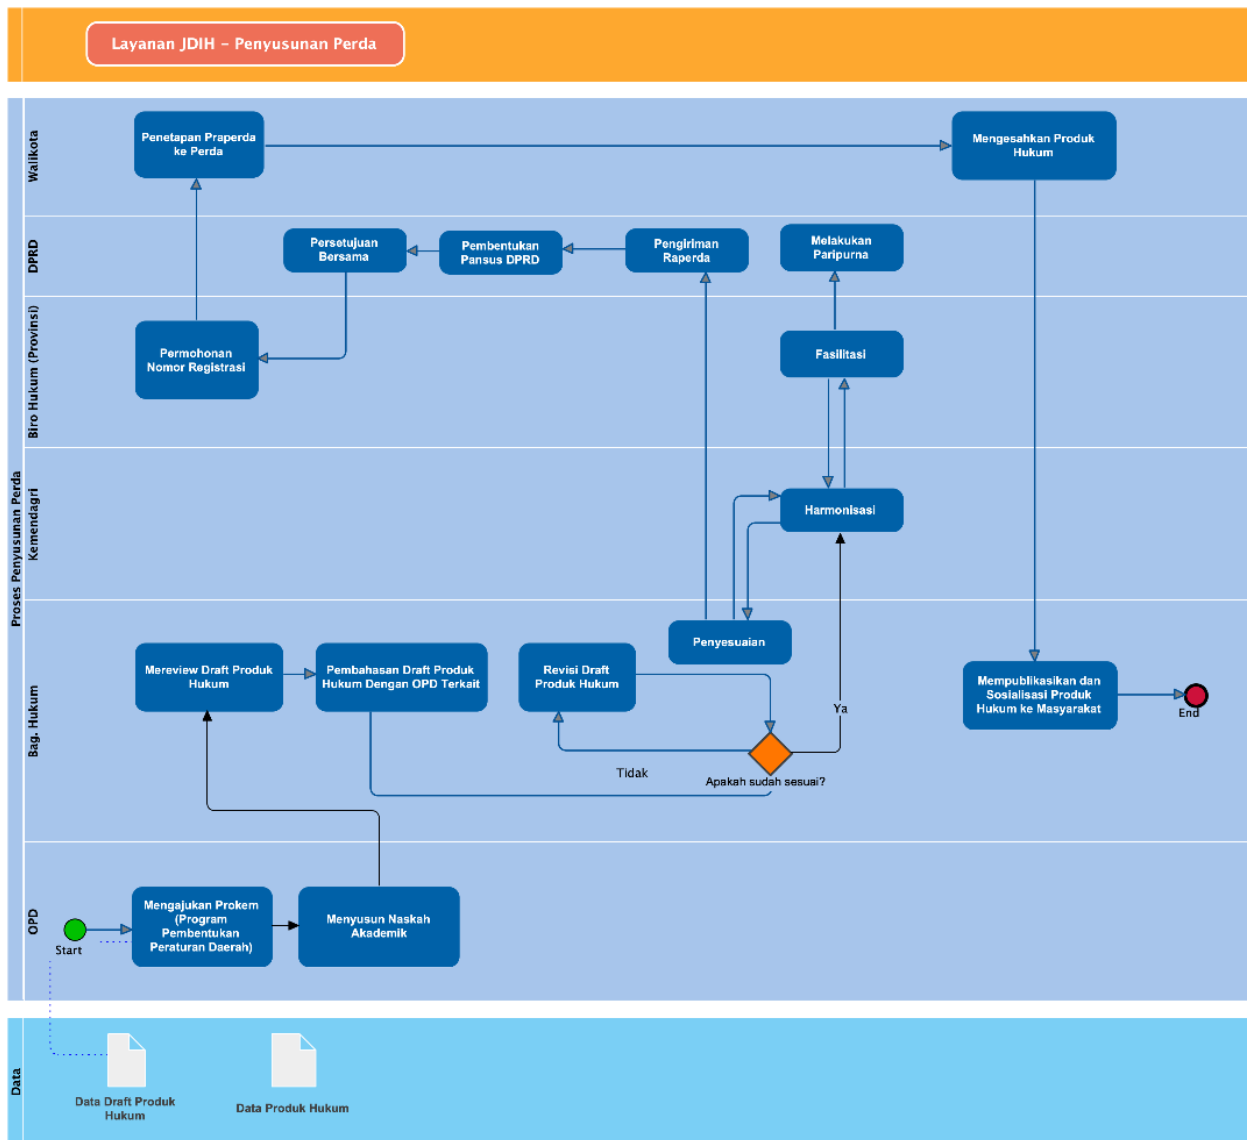 Layanan JDIH – Penyusunan Perda
Proses Penyusunan Perda
Walikota
Penetapan Praperda
ke Perda
Mengesahkan Produk
Hukum
DPRD
Persetujuan
Bersama
Pembentukan
Pansus DPRD
Pengiriman
Raperda
Melakukan
Paripurna
Biro Hukum (Provinsi)
Permohonan
Nomor Registrasi
Fasilitasi
Kemendagri
Harmonisasi
Bag. Hukum
Mereview Draft Produk
Hukum
Pembahasan Draft Produk
Hukum Dengan OPD Terkait
Revisi Draft
Produk Hukum
Penyesuaian
Ya
Tidak
Apakah sudah sesuai?
Mempublikasikan dan
Sosialisasi Produk
Hukum ke Masyarakat
End
OPD
Start
Mengajukan Prokem
(Program
Pembentukan
Peraturan Daerah)
Menyusun Naskah
Akademik
Data
Data Draft Produk
Hukum
Data Produk Hukum